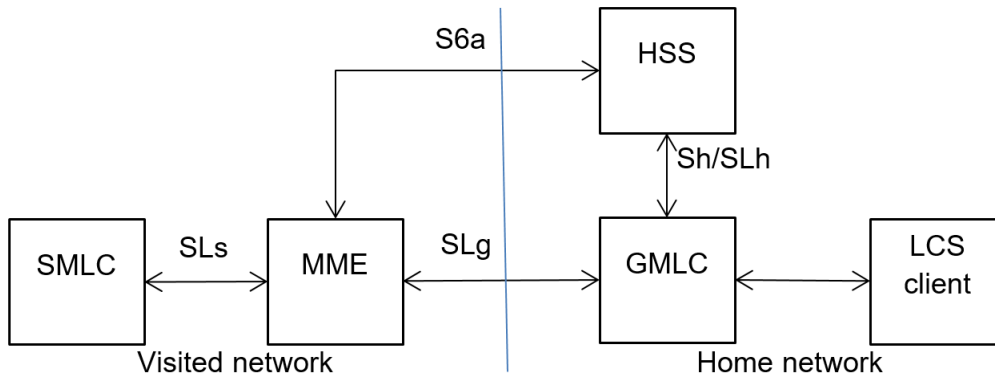 S6a
HSS
Sh/SLh
SMLC
SLs
MME
SLg
GMLC
LCS
client
Visited network
Home network